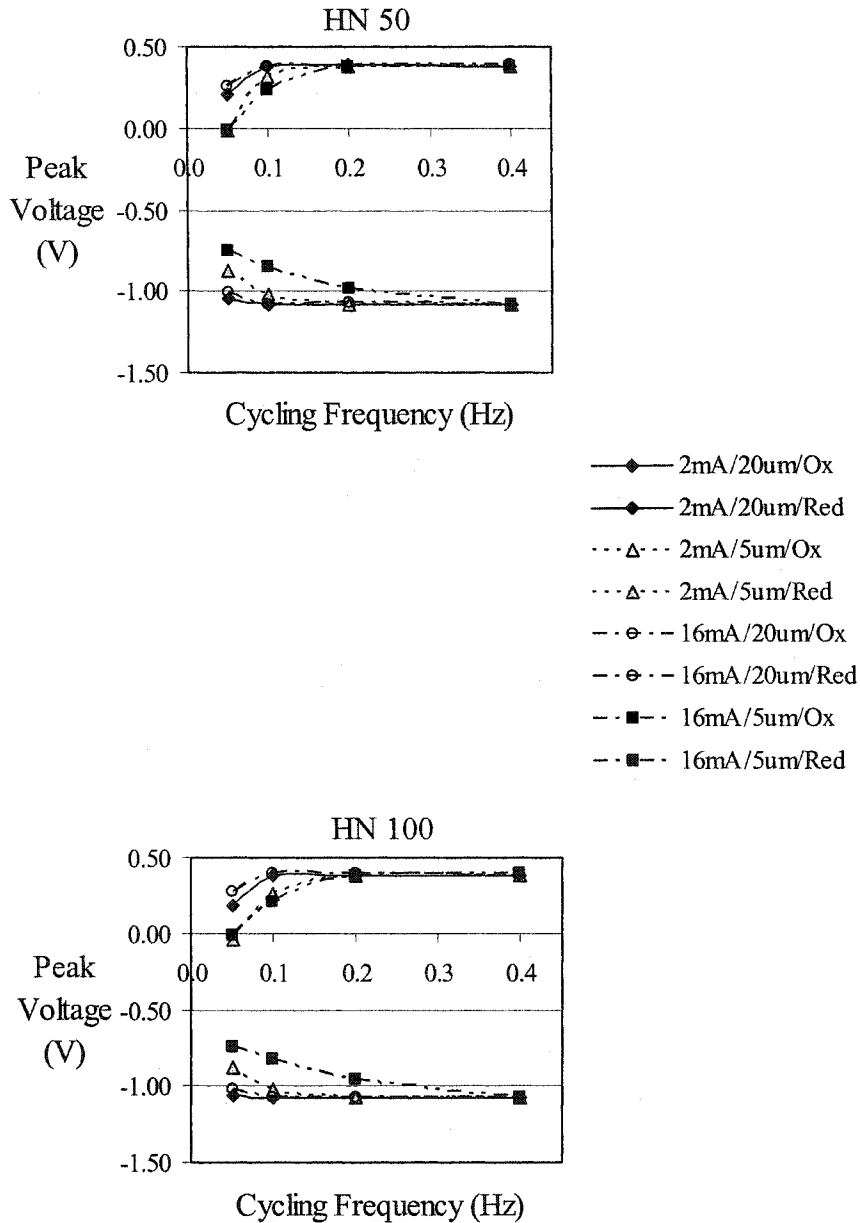 HN 50
0.50
0.00
0.0 0.1 0.2 0.3 0.4
Peak
Voltage
(V)
-0.50
-1.00
-1.50
Cycling Frequency (Hz)
2mA/20um/Ox
2mA/20um/Red
2mA/5um/Ox
2mA/5um/Red
16mA/20um/Ox
16mA/20um/Red
16mA/5um/Ox
16mA/5um/Red
HN 100
0.50
0.00
0.0 0.1 0.2 0.3 0.4
Peak
Voltage
(V)
-0.50
-1.00
-1.50
Cycling Frequency (Hz)